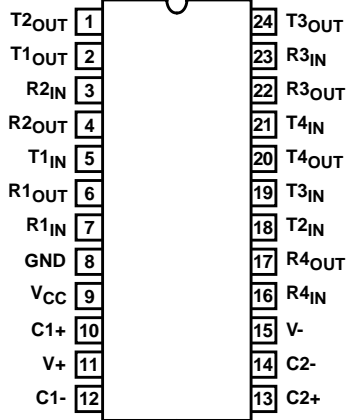 T2OUT 1 24 T3OUT
T1OUT 2 23 R3IN
R2IN 3 22 R3OUT
R2OUT 4 21 T4IN
T1IN 5 20 T4OUT
R1OUT 6 19 T3IN
R1IN 7 18 T2IN
GND 8 17 R4OUT
VCC 9 16 R4IN
C1+ 10 15 V-
V+ 11 14 C2-
C1- 12 13 C2+